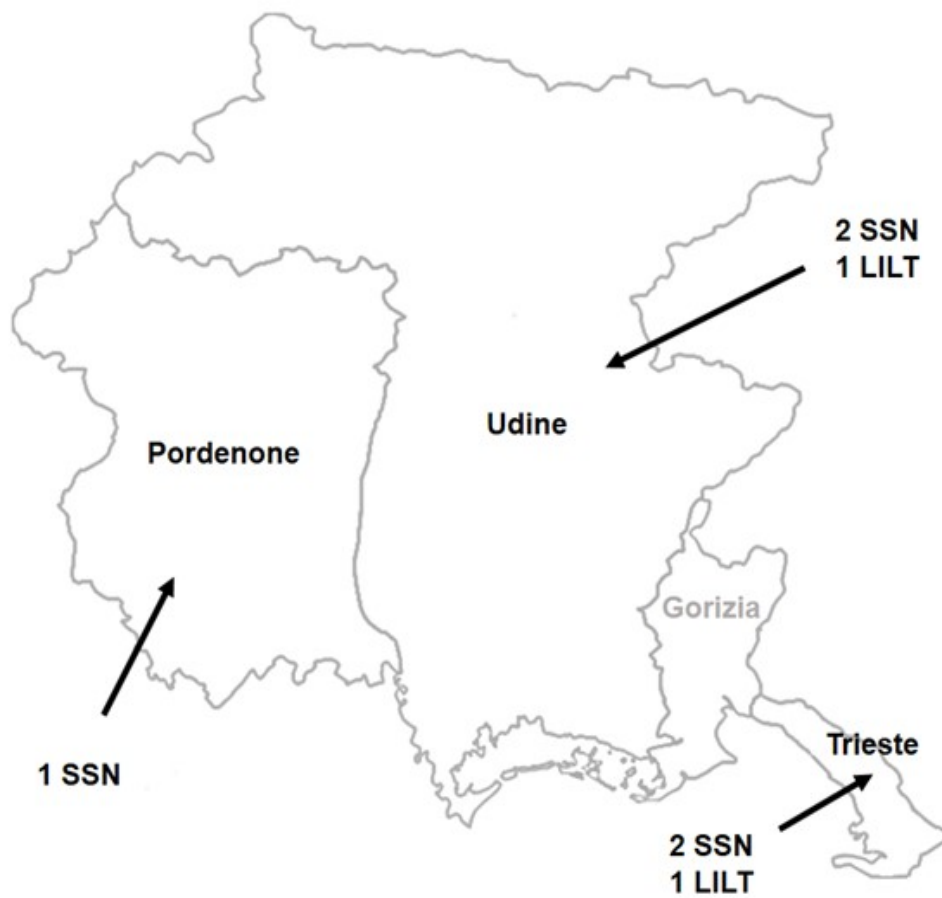 2 SSN
1 LILT
Udine
Pordenone
Gorizia
Trieste
1 SSN
2 SSN
1 LILT